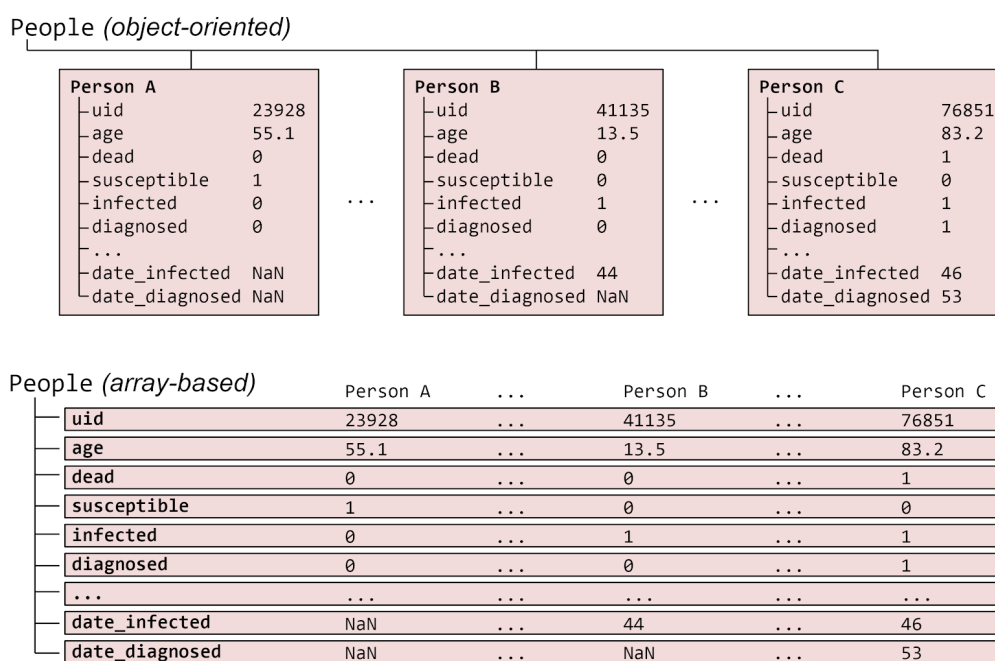 People (object-oriented)
Person A
uid 23928
age 55.1
dead 0
susceptible 1
infected 0
diagnosed 0
...
date_infected NaN
date_diagnosed NaN
...
Person B
uid 41135
age 13.5
dead 0
susceptible 0
infected 1
diagnosed 0
...
date_infected 44
date_diagnosed NaN
...
Person C
uid 76851
age 83.2
dead 1
susceptible 0
infected 1
diagnosed 1
...
date_infected 46
date_diagnosed 53
People (array-based) Person A ... Person B ... Person C
uid 23928 ... 41135 ... 76851
age 55.1 ... 13.5 ... 83.2
dead 0 ... 0 ... 1
susceptible 1 ... 0 ... 0
infected 0 ... 1 ... 1
diagnosed 0 ... 0 ... 1
... ... ... ... ... ...
date_infected NaN ... 44 ... 46
date_diagnosed NaN ... NaN ... 53